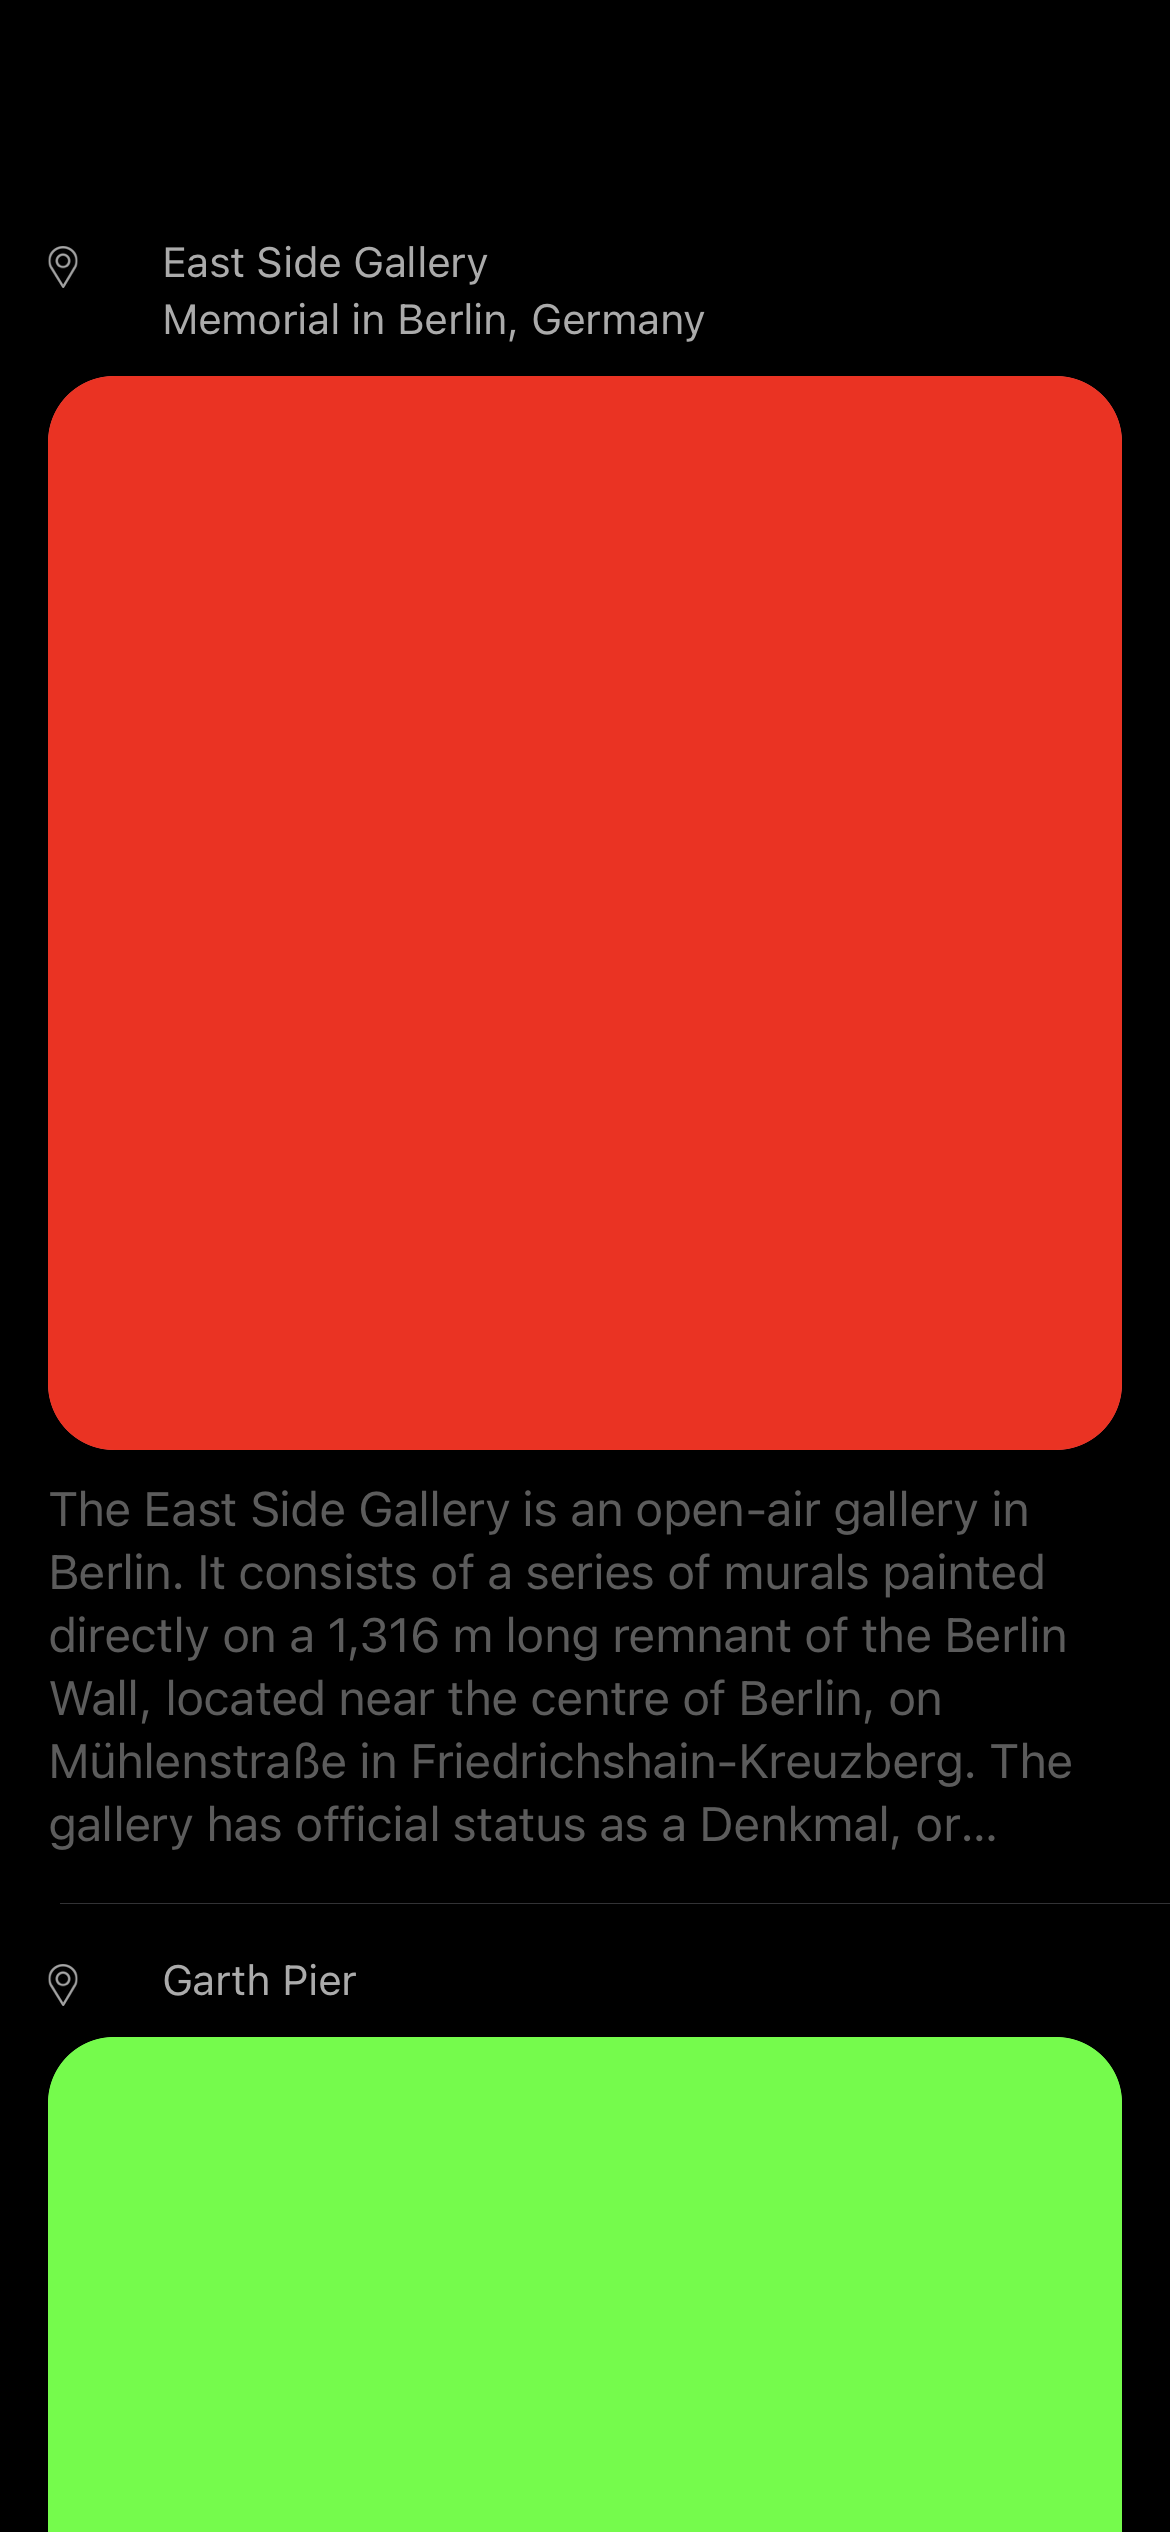 East Side Gallery
Memorial in Berlin, Germany
The East Side Gallery is an open-air gallery in
Berlin. It consists of a series of murals painted
directly on a 1,316 m long remnant of the Berlin
Wall, located near the centre of Berlin, on
Mühlenstraße in Friedrichshain-Kreuzberg. The
gallery has official status as a Denkmal, or...
Garth Pier